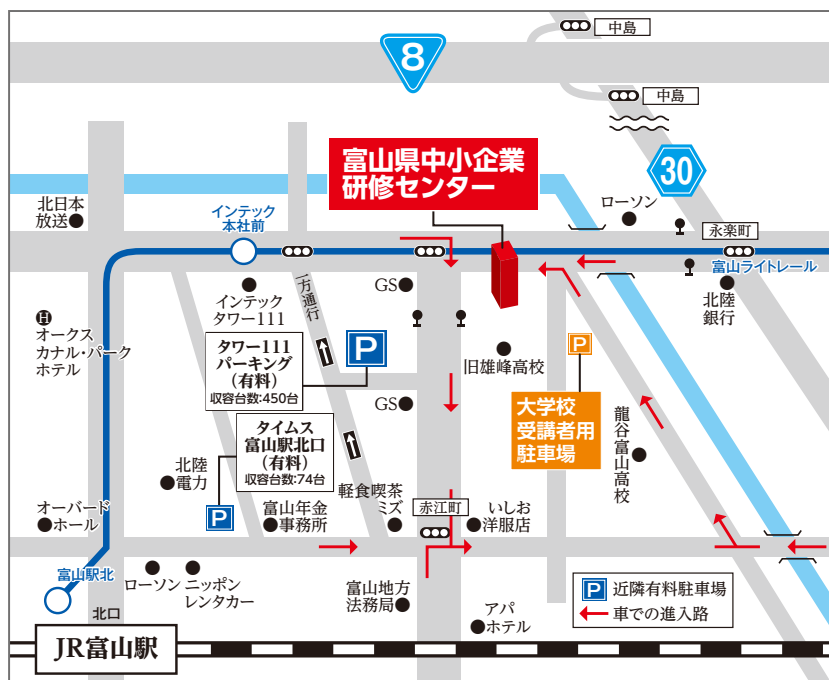 中島
8
中島
富山県中小企業
研修センター
30
北日本
放送
インテック
本社前
ローソン
永楽町
富山ライトレール
GS
インテック
タワー111
一方通行
北陸
銀行
H
オークス
カナル・パーク
ホテル
タワー111
パーキング
(有料)
収容台数:450台
P
旧雄峰高校
P
大学校
受講者用
駐車場
GS
タイムス
富山駅北口
(有料)
収容台数:74台
龍谷富山高校
北陸
電力
P
軽食喫茶
ミズ
赤江町
オーバード
ホール
富山年金
事務所
いしお
洋服店
富山駅北
ローソン
ニッポン
レンタカー
富山地方
法務局
P 近隣有料駐車場
車での進入路
北口
アパ
ホテル
JR富山駅